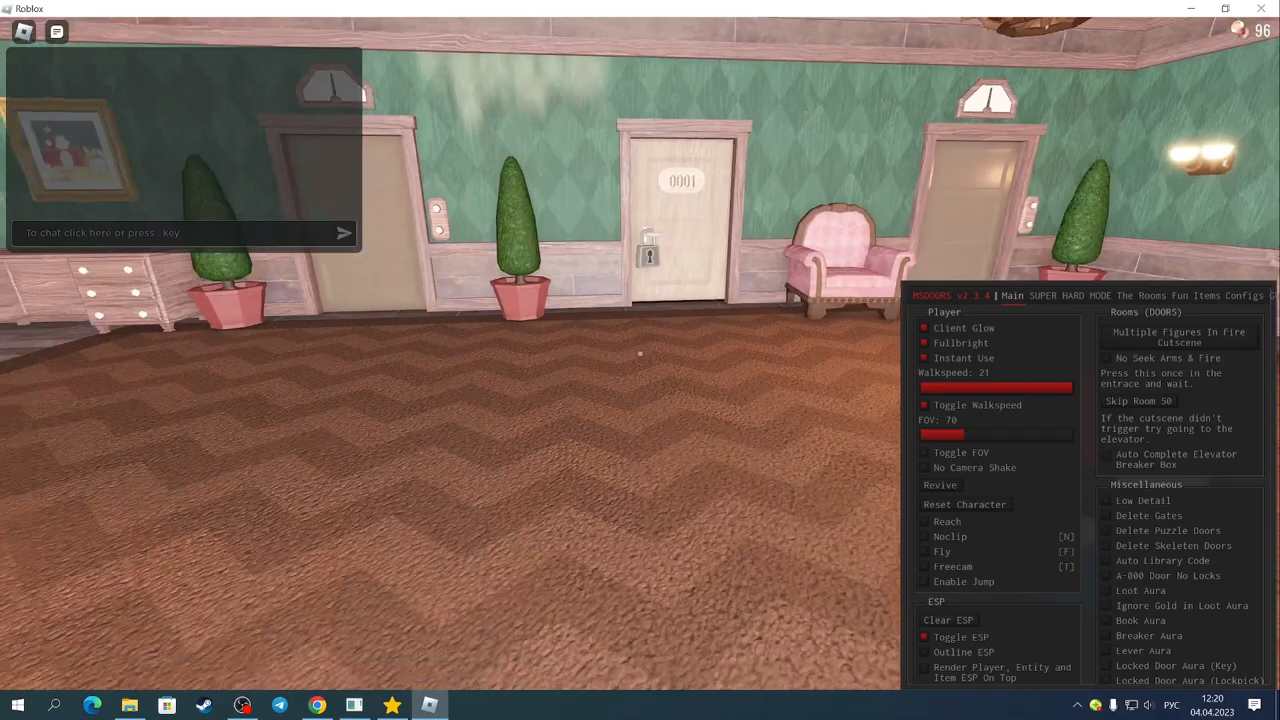 Roblox
96
To chat click here or press . key
0001
MSDOORS v2.3.4 | Main SUPER HARD MODE The Rooms Fun Items Configs G
Player
Client Glow
Fullbright
Instant Use
Walkspeed: 21
Toggle Walkspeed
FOV: 70
Toggle FOV
No Camera Shake
Revive
Reset Character
Reach
Noclip [N]
Fly [F]
Freecam [T]
Enable Jump
ESP
Clear ESP
Toggle ESP
Outline ESP
Render Player, Entity and
Item ESP On Top
Rooms (DOORS)
Multiple Figures In Fire
Cutscene
No Seek Arms & Fire
Press this once in the
entrace and wait.
Skip Room 50
If the cutscene didn't
trigger try going to the
elevator.
Auto Complete Elevator
Breaker Box
Miscellaneous
Low Detail
Delete Gates
Delete Puzzle Doors
Delete Skeleten Doors
Auto Library Code
A-000 Door No Locks
Loot Aura
Ignore Gold in Loot Aura
Book Aura
Breaker Aura
Lever Aura
Locked Door Aura (Key)
Locked Door Aura (Lockpick)
РУС
12:20
04.04.2023